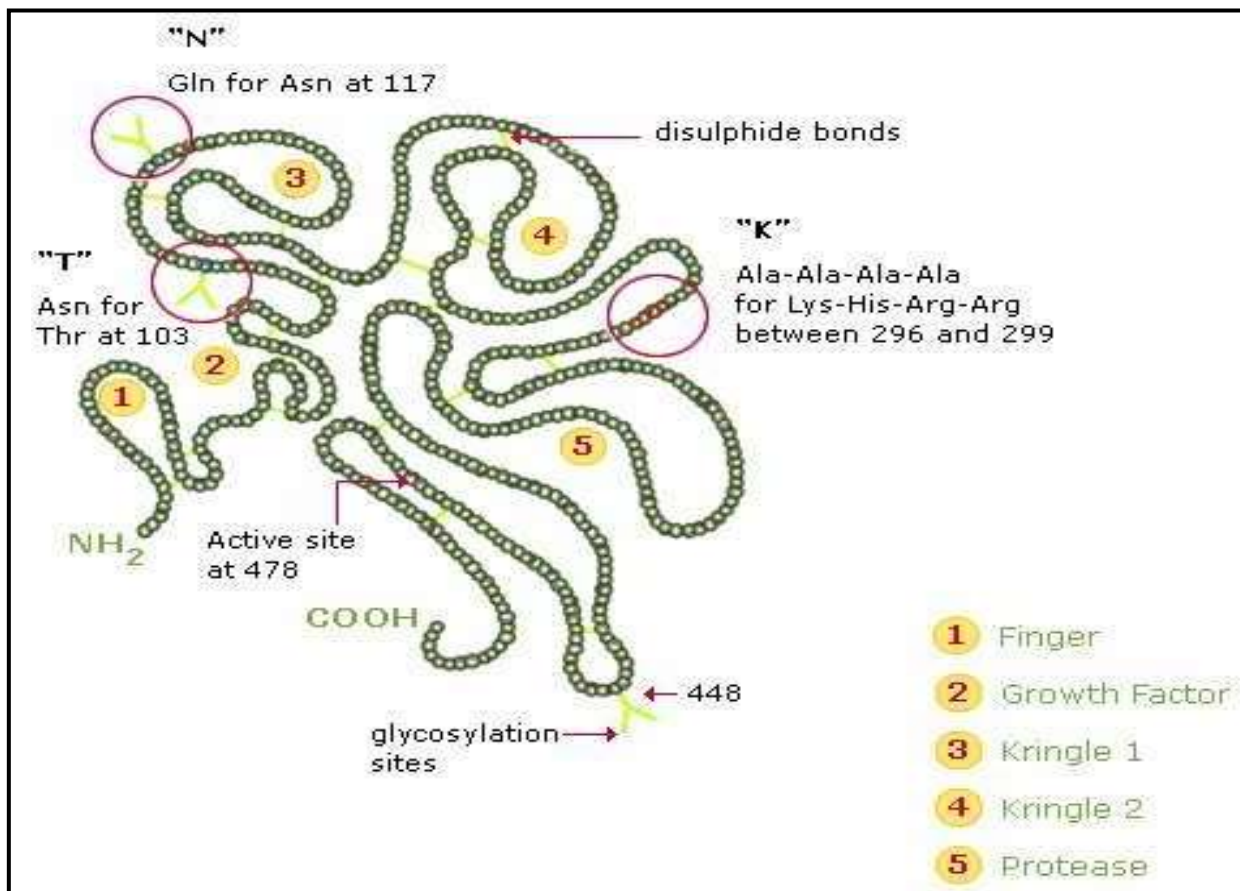 "N"
Gln for Asn at 117
disulphide bonds
3
4
"K"
Ala-Ala-Ala-Ala
for Lys-His-Arg-Arg
between 296 and 299
"T"
Asn for
Thr at 103
2
1
5
NH2
Active site
at 478
COOH
448
glycosylation
sites
1 Finger
2 Growth Factor
3 Kringle 1
4 Kringle 2
5 Protease